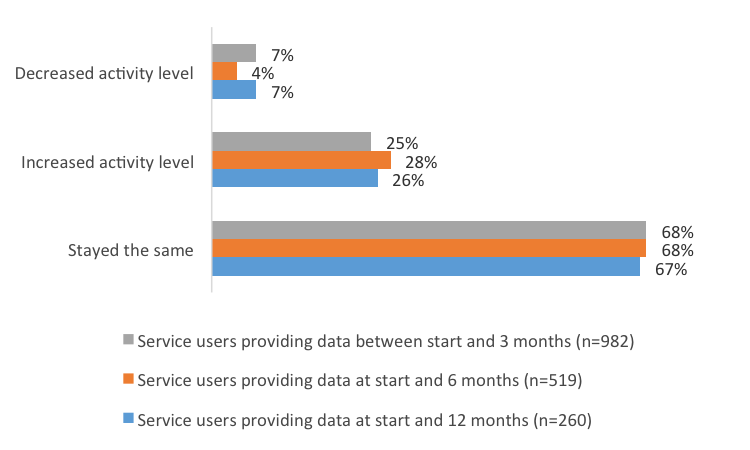 7%
Decreased activity level
4%
7%
25%
Increased activity level
28%
26%
68%
Stayed the same
68%
67%
Service users providing data between start and 3 months (n=982)
Service users providing data at start and 6 months (n=519)
Service users providing data at start and 12 months (n=260)